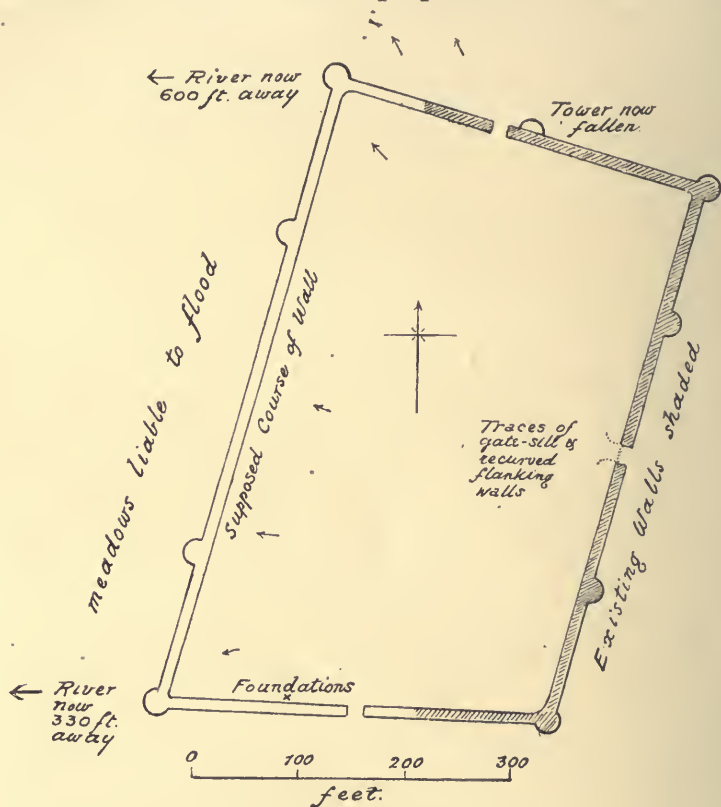 ← River now
600 ft. away
Tower now
fallen.
meadows liable to flood
Supposed Course of Wall
Traces of
gate-sill &
recurved
flanking
walls
Existing Walls shaded
← River
now
330 ft.
away
Foundations
x
0 100 200 300
feet.